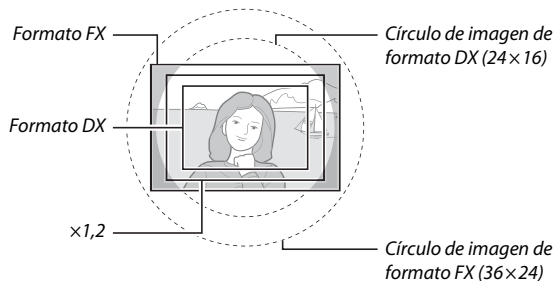 Formato FX
Formato DX
×1,2
Círculo de imagen de
formato DX (24×16)
Círculo de imagen de
formato FX (36×24)